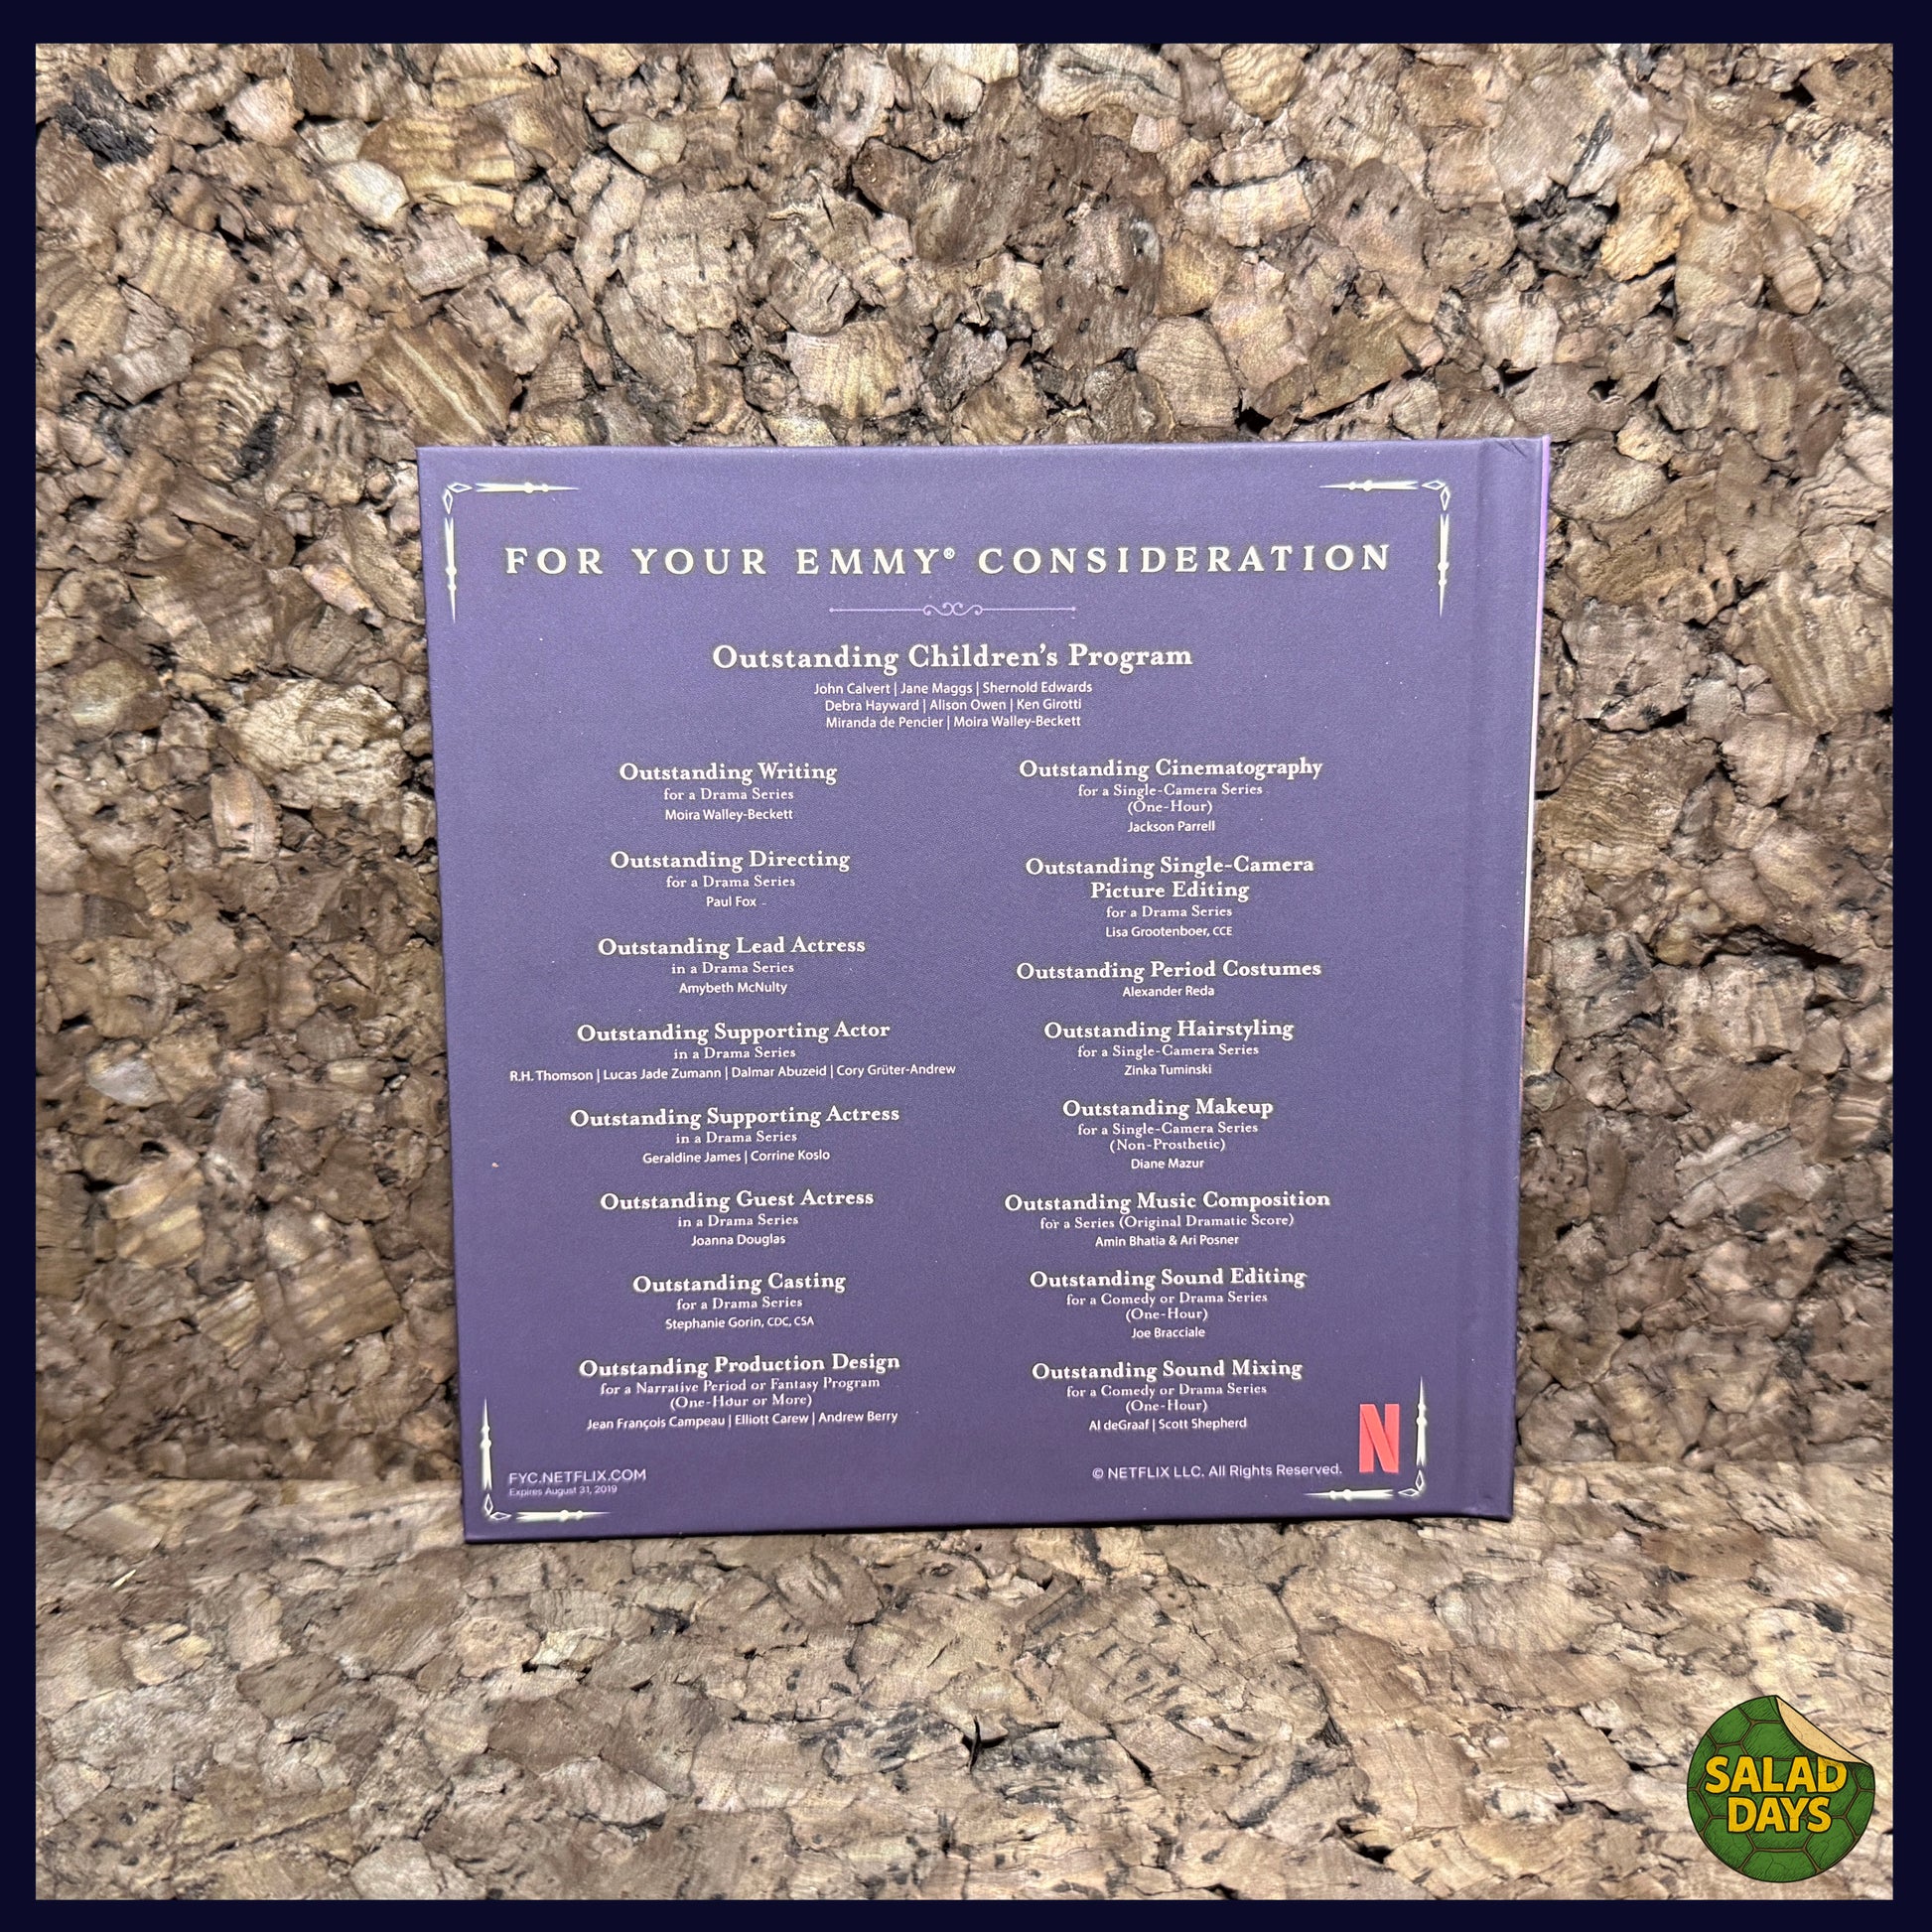 FOR YOUR EMMY® CONSIDERATION
Outstanding Children's Program
John Calvert | Jane Maggs | Shernold Edwards
Debra Hayward | Alison Owen | Ken Girotti
Miranda de Pencier | Moira Walley-Beckett
Outstanding Writing
for a Drama Series
Moira Walley-Beckett
Outstanding Directing
for a Drama Series
Paul Fox
Outstanding Lead Actress
in a Drama Series
Amybeth McNulty
Outstanding Supporting Actor
in a Drama Series
R.H. Thomson | Lucas Jade Zumann | Dalmar Abuzeid | Cory Grüter-Andrew
Outstanding Supporting Actress
in a Drama Series
Geraldine James | Corrine Koslo
Outstanding Guest Actress
in a Drama Series
Joanna Douglas
Outstanding Casting
for a Drama Series
Stephanie Gorin, CDC, CSA
Outstanding Production Design
for a Narrative Period or Fantasy Program
(One-Hour or More)
Jean François Campeau | Elliott Carew | Andrew Berry
Outstanding Cinematography
for a Single-Camera Series
(One-Hour)
Jackson Parrell
Outstanding Single-Camera
Picture Editing
for a Drama Series
Lisa Grootenboer, CCE
Outstanding Period Costumes
Alexander Reda
Outstanding Hairstyling
for a Single-Camera Series
Zinka Tuminski
Outstanding Makeup
for a Single-Camera Series
(Non-Prosthetic)
Diane Mazur
Outstanding Music Composition
for a Series (Original Dramatic Score)
Amin Bhatia & Ari Posner
Outstanding Sound Editing
for a Comedy or Drama Series
(One-Hour)
Joe Bracciale
Outstanding Sound Mixing
for a Comedy or Drama Series
(One-Hour)
Al deGraaf | Scott Shepherd
FYC.NETFLIX.COM
Expires August 31, 2019
© NETFLIX LLC. All Rights Reserved.
N
SALAD
DAYS